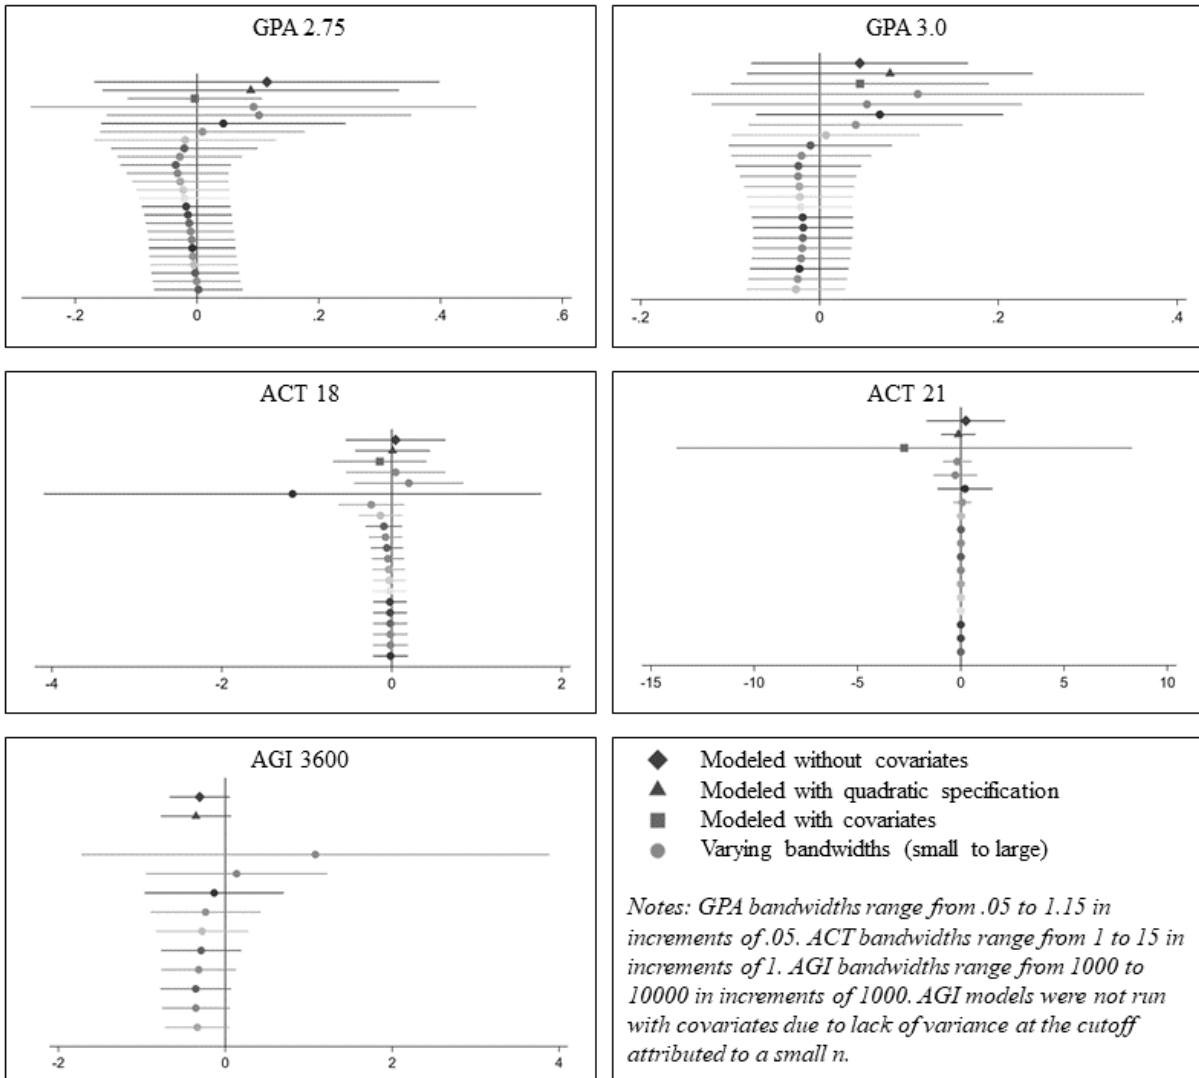 GPA 2.75
-.2 0 .2 .4 .6
GPA 3.0
-.2 0 .2 .4
ACT 18
-4 -2 0 2
ACT 21
-15 -10 -5 0 5 10
AGI 3600
-2 0 2 4
Modeled without covariates
Modeled with quadratic specification
Modeled with covariates
Varying bandwidths (small to large)
Notes: GPA bandwidths range from .05 to 1.15 in
increments of .05. ACT bandwidths range from 1 to 15 in
increments of 1. AGI bandwidths range from 1000 to
10000 in increments of 1000. AGI models were not run
with covariates due to lack of variance at the cutoff
attributed to a small n.